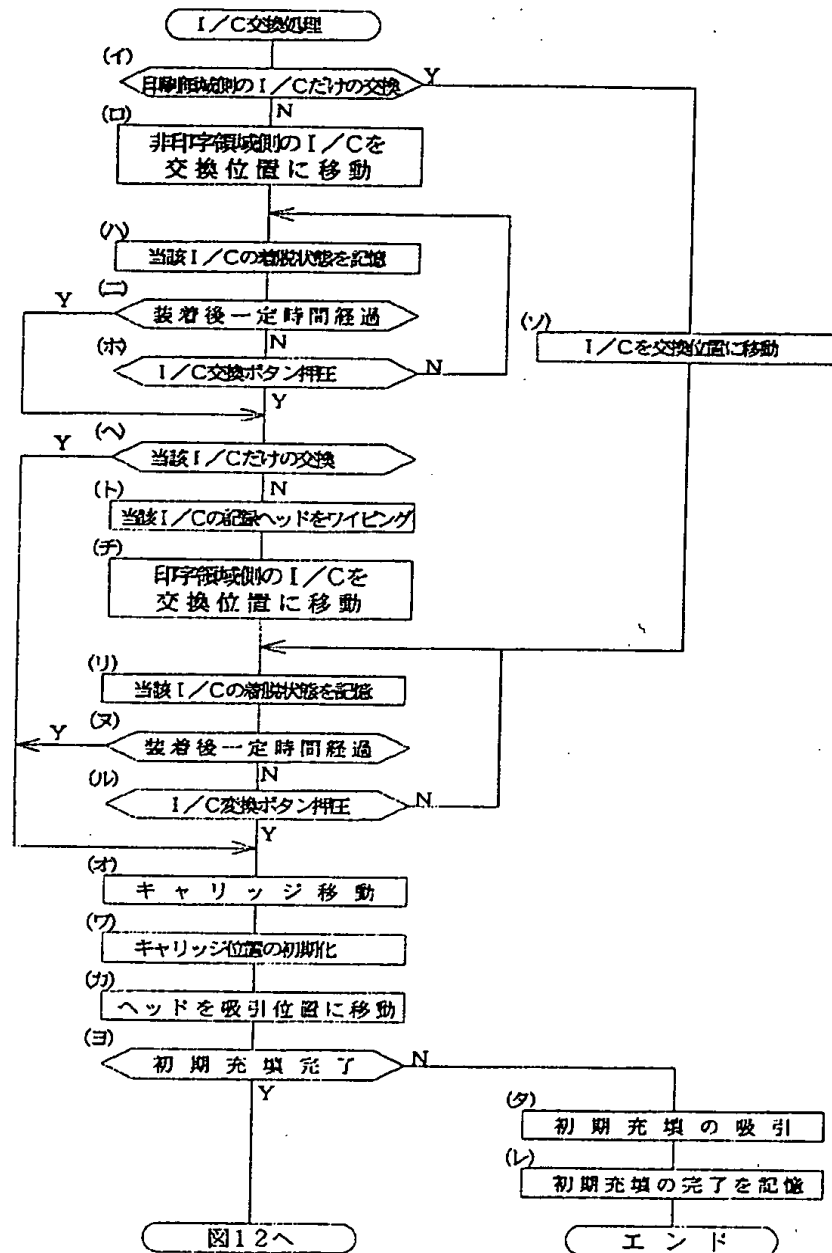 I/C交換処理
(イ)
印刷領域側のI/Cだけの交換
Y
N
(ロ)
非印字領域側のI/Cを
交換位置に移動
(ハ)
当該I/Cの着脱状態を記憶
(ニ)
Y
装着後一定時間経過
N
(ソ)
I/Cを交換位置に移動
(ホ)
I/C交換ボタン押圧
N
Y
(ヘ)
Y
当該I/Cだけの交換
N
(ト)
当該I/Cの記録ヘッドをワイピング
(チ)
印字領域側のI/Cを
交換位置に移動
(リ)
当該I/Cの着脱状態を記憶
(ヌ)
Y
装着後一定時間経過
N
(ル)
I/C変換ボタン押圧
N
Y
(オ)
キャリッジ移動
(ワ)
キャリッジ位置の初期化
(カ)
ヘッドを吸引位置に移動
(ヨ)
初期充填完了
N
Y
(タ)
初期充填の吸引
(レ)
初期充填の完了を記憶
図12へ
エンド